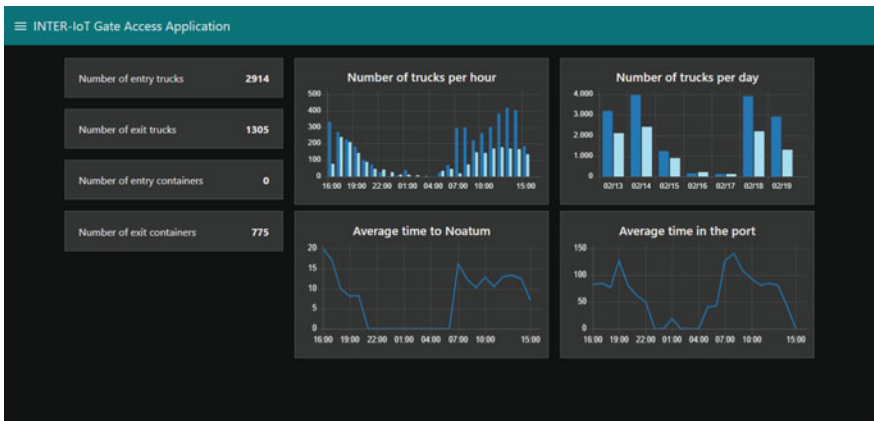 INTER-IoT Gate Access Application
Number of entry trucks 2914
Number of exit trucks 1305
Number of entry containers 0
Number of exit containers 775
Number of trucks per hour
500
400
300
200
100
0
16:00 19:00 22:00 01:00 04:00 07:00 10:00 15:00
Number of trucks per day
4.000
3.000
2.000
1.000
0
02/13 02/14 02/15 02/16 02/17 02/18 02/19
Average time to Noatum
20
15
10
5
0
16:00 19:00 22:00 01:00 04:00 07:00 10:00 15:00
Average time in the port
150
100
50
0
16:00 19:00 22:00 01:00 04:00 07:00 10:00 15:00